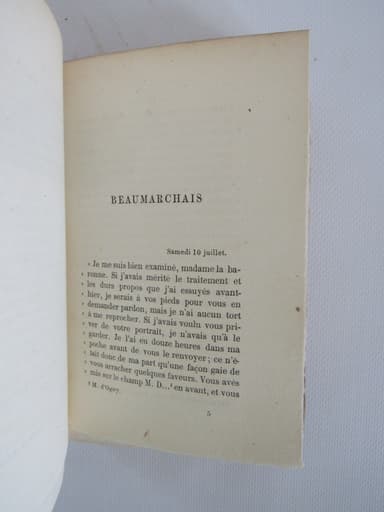 BEAUMARCHAIS
Samedi 10 juillet.
« Je me suis bien examiné, madame la ba-
« ronne. Si j'avais mérité le traitement et
« les durs propos que j'ai essuyés avant-
« hier, je serais à vos pieds pour vous en
« demander pardon, mais je n'ai aucun tort
« à me reprocher. Si j'avais voulu vous pri-
« ver de votre portrait, je n'avais qu'à le
« garder. Je l'ai eu douze heures dans ma
« poche avant de vous le renvoyer ; ce n'é-
« tait donc de ma part qu'une façon gaie de
« vous arracher quelques faveurs. Vous avés
« mis sur le champ M. D...¹ en avant, et vous
¹ M. d'Ogny.
5